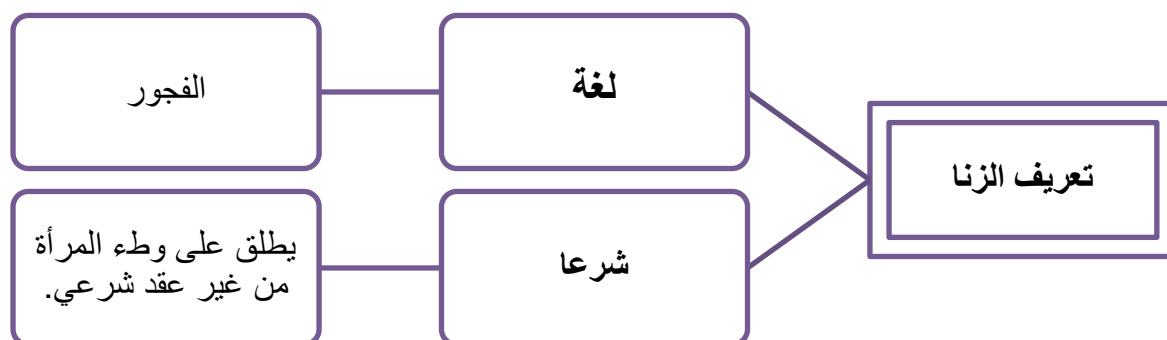 تعريف الزنا
لغة
الفجور
شرعا
يطلق على وطء المرأة
من غير عقد شرعي.